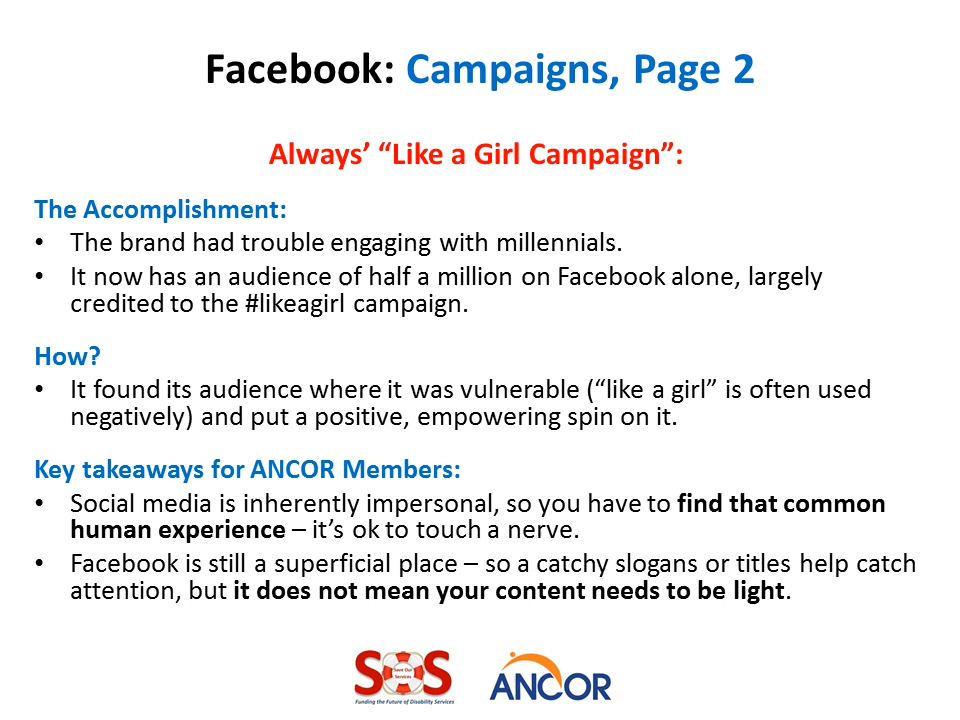 Facebook: Campaigns, Page 2
Always’ “Like a Girl Campaign”:
The Accomplishment:
• The brand had trouble engaging with millennials.
• It now has an audience of half a million on Facebook alone, largely
credited to the #likeagirl campaign.
How?
• It found its audience where it was vulnerable (“like a girl” is often used
negatively) and put a positive, empowering spin on it.
Key takeaways for ANCOR Members:
• Social media is inherently impersonal, so you have to find that common
human experience – it’s ok to touch a nerve.
• Facebook is still a superficial place – so a catchy slogans or titles help catch
attention, but it does not mean your content needs to be light.
SOS
Save Our
Services
Funding the Future of Disability Services
ANCOR